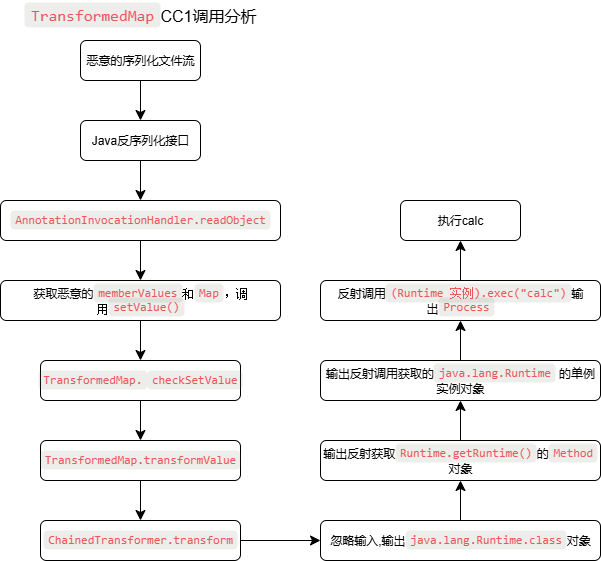 TransformedMap CC1调用分析
恶意的序列化文件流
Java反序列化接口
AnnotationInvocationHandler.readObject
获取恶意的 memberValues 和 Map ，调
用 setValue()
TransformedMap. checkSetValue
TransformedMap.transformValue
ChainedTransformer.transform
忽略输入,输出 java.lang.Runtime.class 对象
输出反射获取 Runtime.getRuntime() 的 Method
对象
输出反射调用获取的 java.lang.Runtime 的单例
实例对象
反射调用 (Runtime 实例).exec("calc") 输
出 Process
执行calc